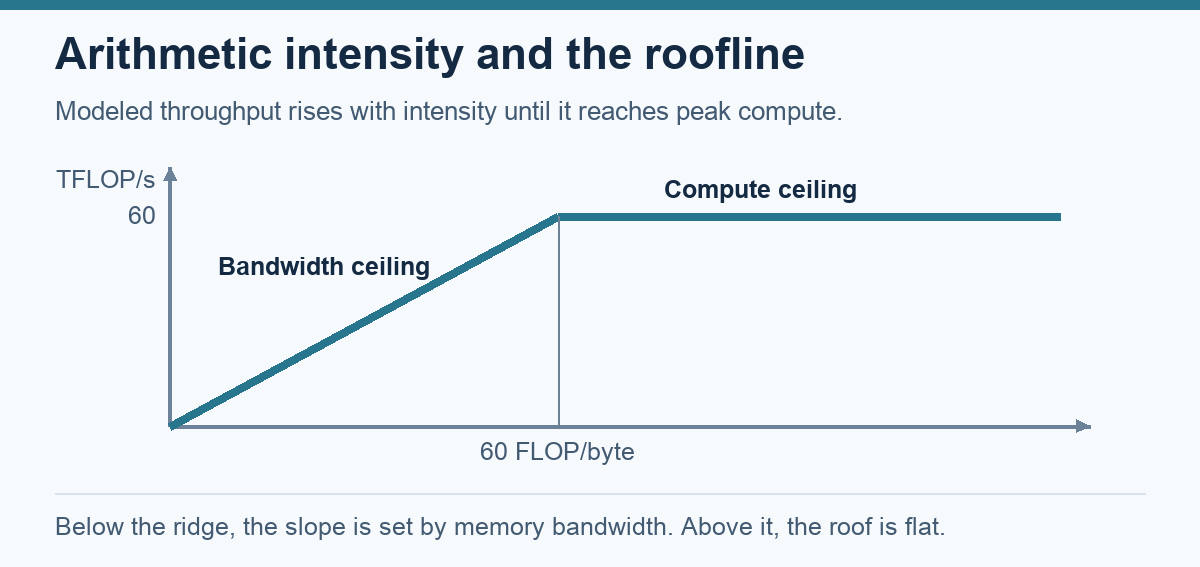 Arithmetic intensity and the roofline
Modeled throughput rises with intensity until it reaches peak compute.
TFLOP/s
Compute ceiling
60
Bandwidth ceiling
60 FLOP/byte
Below the ridge, the slope is set by memory bandwidth. Above it, the roof is flat.